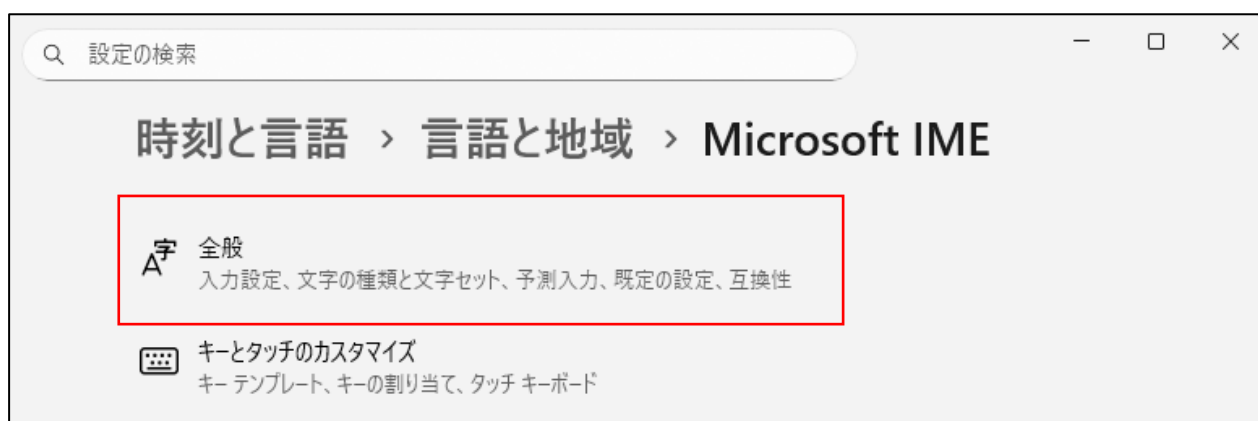 設定の検索
時刻と言語 › 言語と地域 › Microsoft IME
全般
入力設定、文字の種類と文字セット、予測入力、既定の設定、互換性
キーとタッチのカスタマイズ
キー テンプレート、キーの割り当て、タッチ キーボード